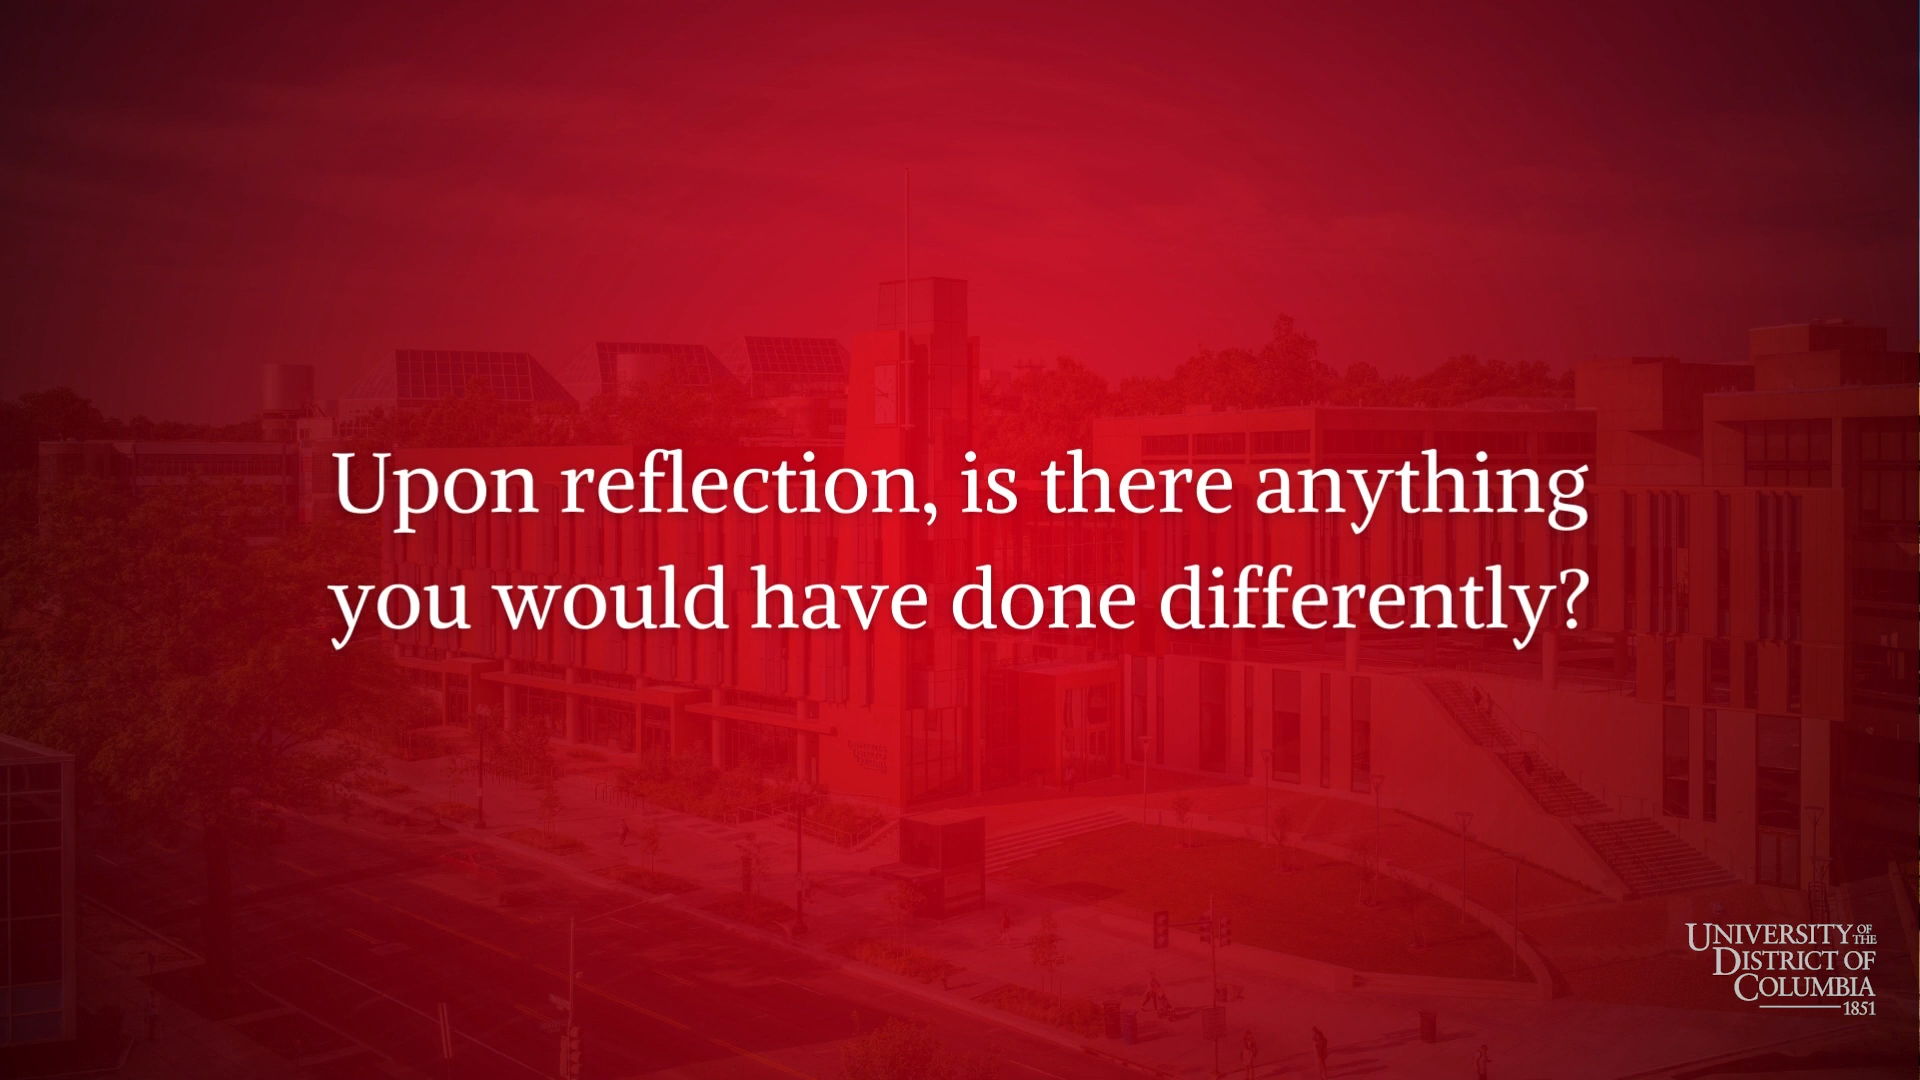 Upon reflection, is there anything
you would have done differently?
UNIVERSITY OF THE
DISTRICT OF
COLUMBIA
1851